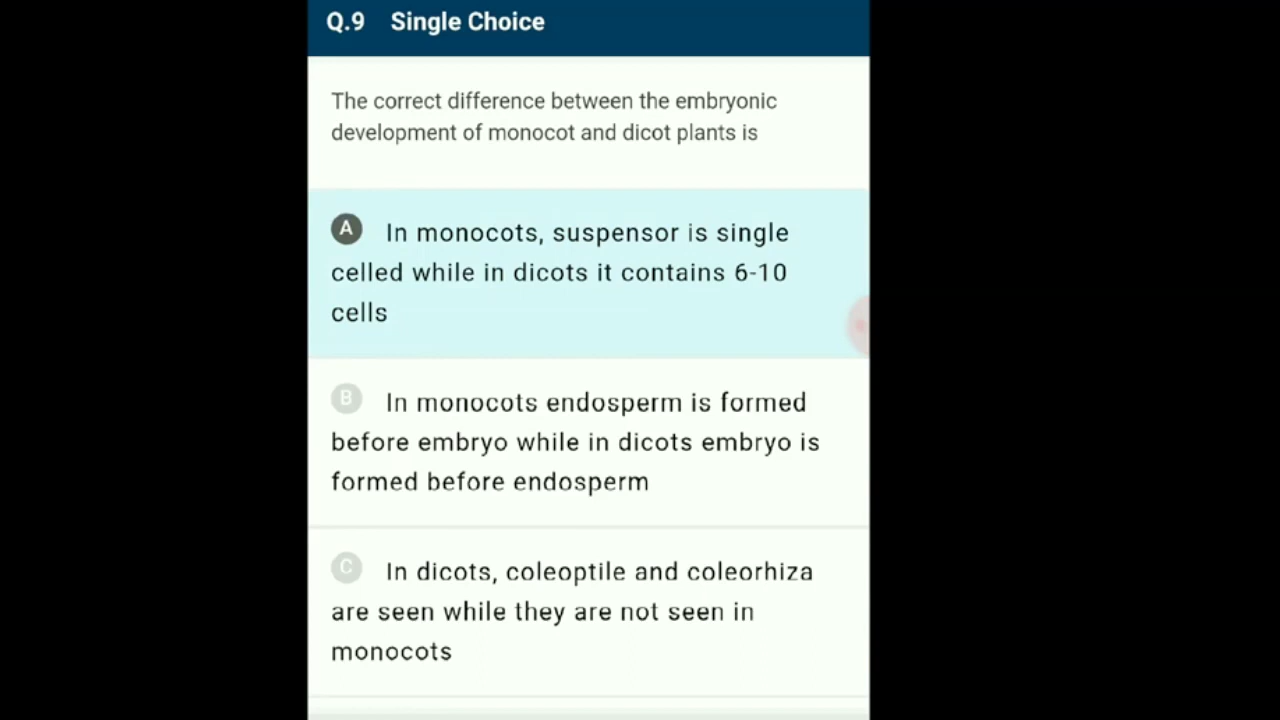 Q.9 Single Choice
The correct difference between the embryonic
development of monocot and dicot plants is
A In monocots, suspensor is single
celled while in dicots it contains 6-10
cells
B In monocots endosperm is formed
before embryo while in dicots embryo is
formed before endosperm
C In dicots, coleoptile and coleorhiza
are seen while they are not seen in
monocots